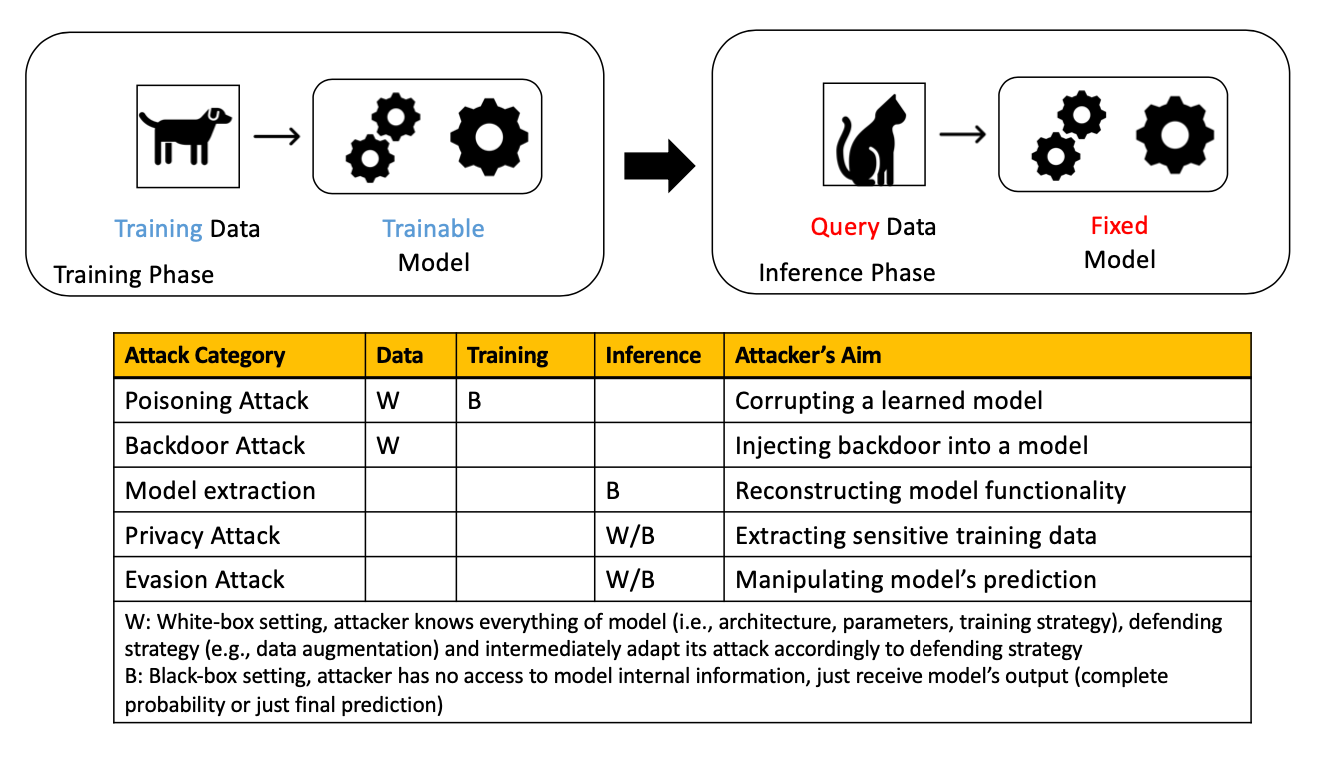 Training Data
Trainable
Model
Training Phase
Query Data
Fixed
Model
Inference Phase
Attack Category Data Training Inference Attacker's Aim
Poisoning Attack W B Corrupting a learned model
Backdoor Attack W Injecting backdoor into a model
Model extraction B Reconstructing model functionality
Privacy Attack W/B Extracting sensitive training data
Evasion Attack W/B Manipulating model's prediction
W: White-box setting, attacker knows everything of model (i.e., architecture, parameters, training strategy), defending
strategy (e.g., data augmentation) and intermediately adapt its attack accordingly to defending strategy
B: Black-box setting, attacker has no access to model internal information, just receive model's output (complete
probability or just final prediction)